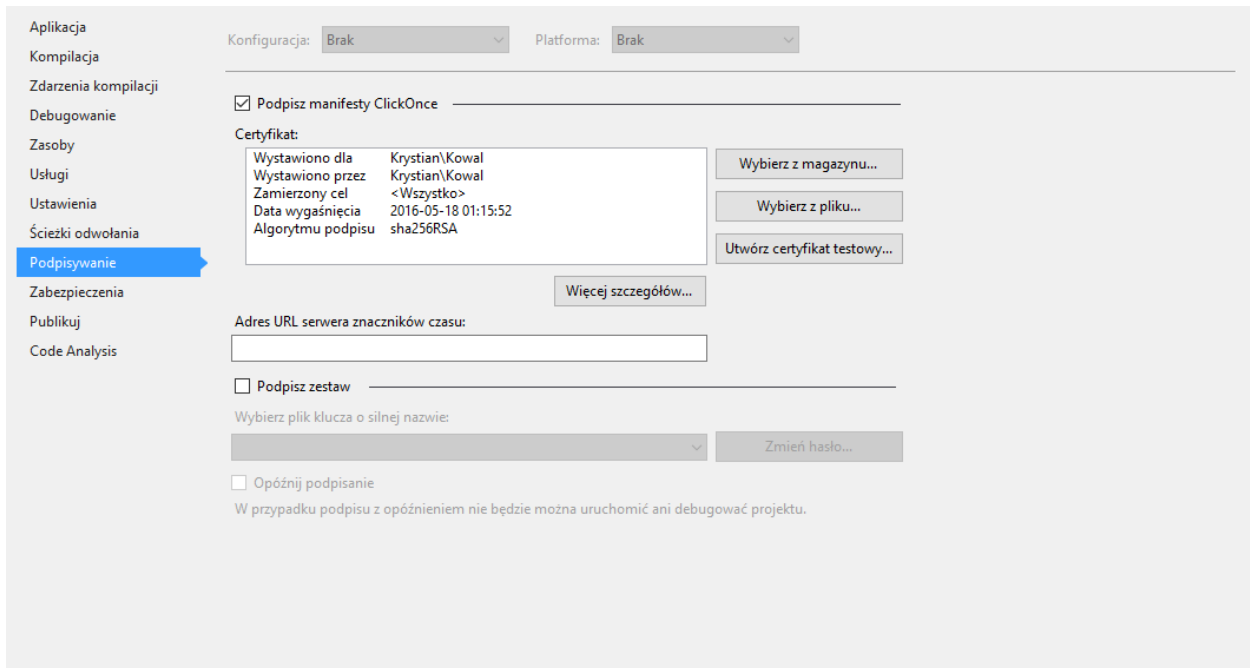 Aplikacja
Kompilacja
Zdarzenia kompilacji
Debugowanie
Zasoby
Usługi
Ustawienia
Ścieżki odwołania
Podpisywanie
Zabezpieczenia
Publikuj
Code Analysis
Konfiguracja: Brak Platforma: Brak
Podpisz manifesty ClickOnce
Certyfikat:
Wystawiono dla Krystian\Kowal
Wystawiono przez Krystian\Kowal
Zamierzony cel <Wszystko>
Data wygaśnięcia 2016-05-18 01:15:52
Algorytmu podpisu sha256RSA
Wybierz z magazynu...
Wybierz z pliku...
Utwórz certyfikat testowy...
Więcej szczegółów...
Adres URL serwera znaczników czasu:
Podpisz zestaw
Wybierz plik klucza o silnej nazwie:
Zmień hasło...
Opóźnij podpisanie
W przypadku podpisu z opóźnieniem nie będzie można uruchomić ani debugować projektu.